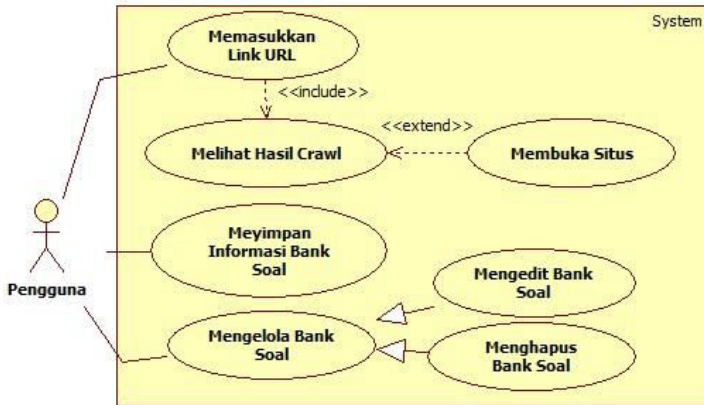 System
Memasukkan
Link URL
<<include>>
Melihat Hasil Crawl
<<extend>>
Membuka Situs
Meyimpan
Informasi Bank
Soal
Pengguna
Mengedit Bank
Soal
Mengelola Bank
Soal
Menghapus
Bank Soal